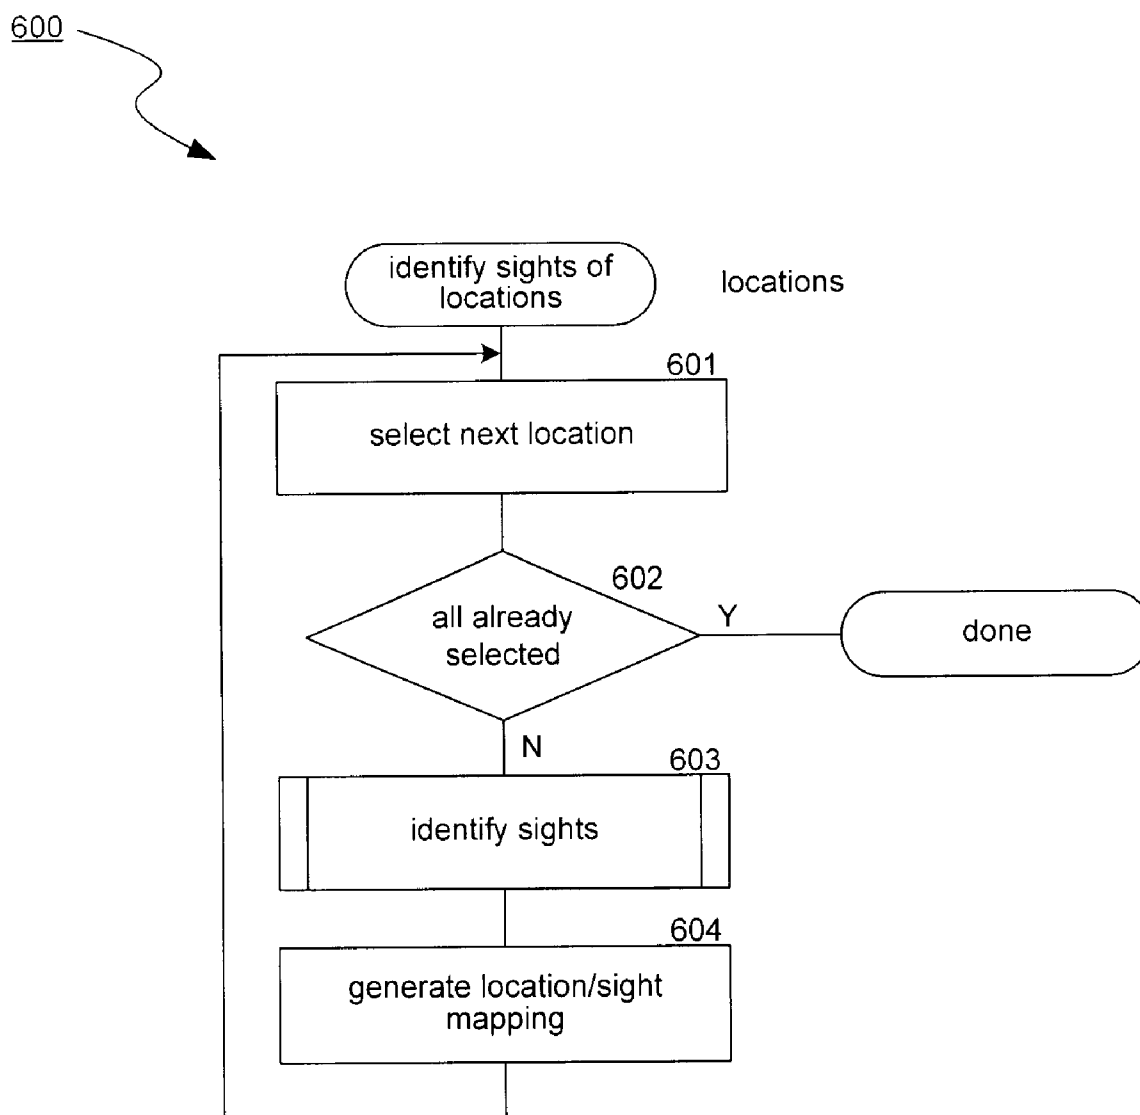 600
identify sights of
locations
locations
601
select next location
602
all already
selected
Y
done
N
603
identify sights
604
generate location/sight
mapping